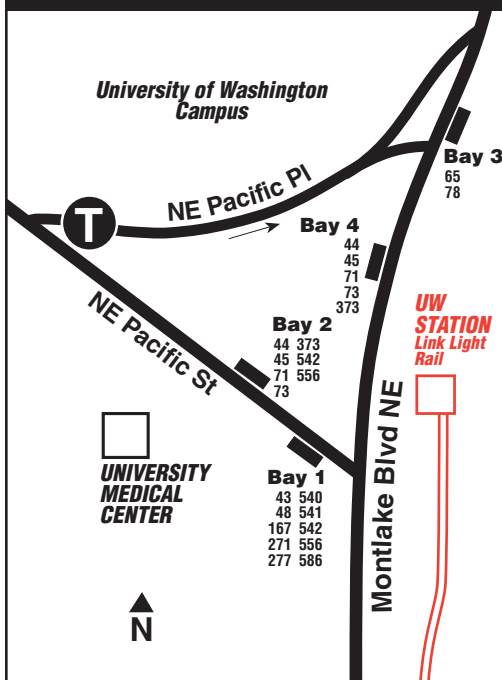 University of Washington
Campus
NE Pacific Pl
T
Bay 3
65
78
Bay 4
44
45
71
73
373
UW
STATION
Link Light
Rail
NE Pacific St
Bay 2
44 373
45 542
71 556
73
Montlake Blvd NE
UNIVERSITY
MEDICAL
CENTER
Bay 1
43 540
48 541
167 542
271 556
277 586
N